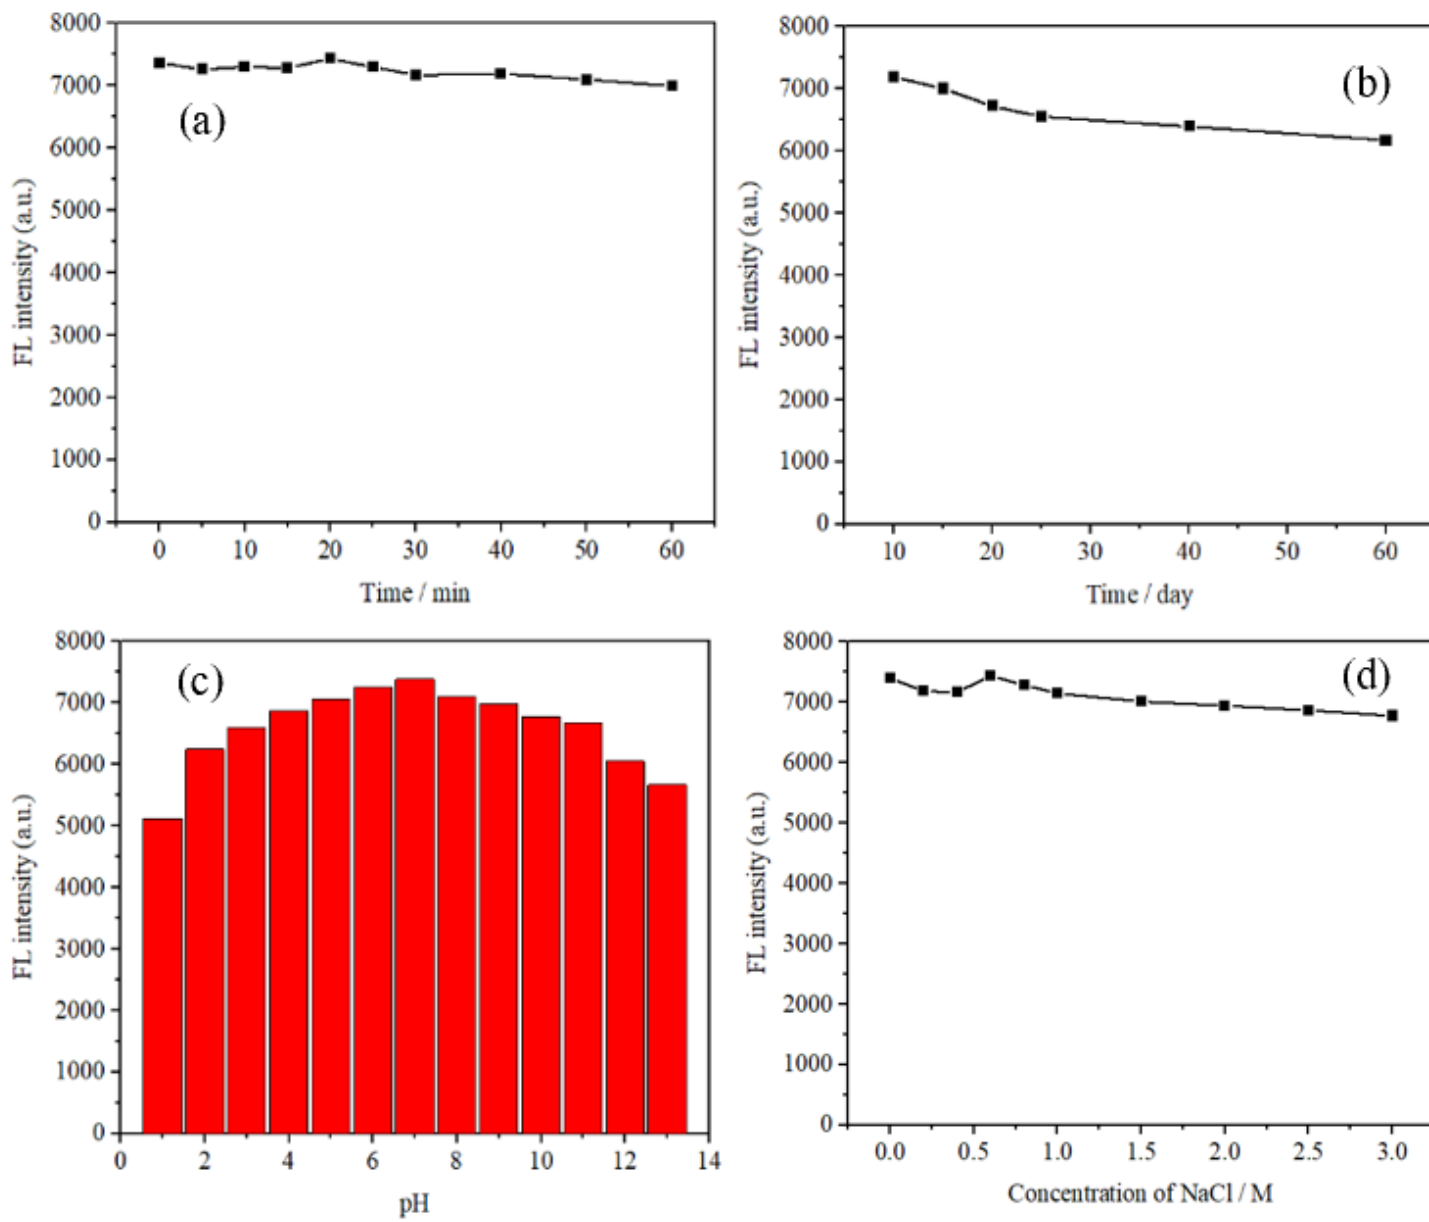 8000
7000
6000
5000
4000
3000
2000
1000
0
FL intensity (a.u.)
(a)
0 10 20 30 40 50 60
Time / min
8000
7000
6000
5000
4000
3000
2000
1000
0
FL intensity (a.u.)
(b)
10 20 30 40 50 60
Time / day
8000
7000
6000
5000
4000
3000
2000
1000
0
FL intensity (a.u.)
(c)
0 2 4 6 8 10 12 14
pH
8000
7000
6000
5000
4000
3000
2000
1000
0
FL intensity (a.u.)
(d)
0.0 0.5 1.0 1.5 2.0 2.5 3.0
Concentration of NaCl / M